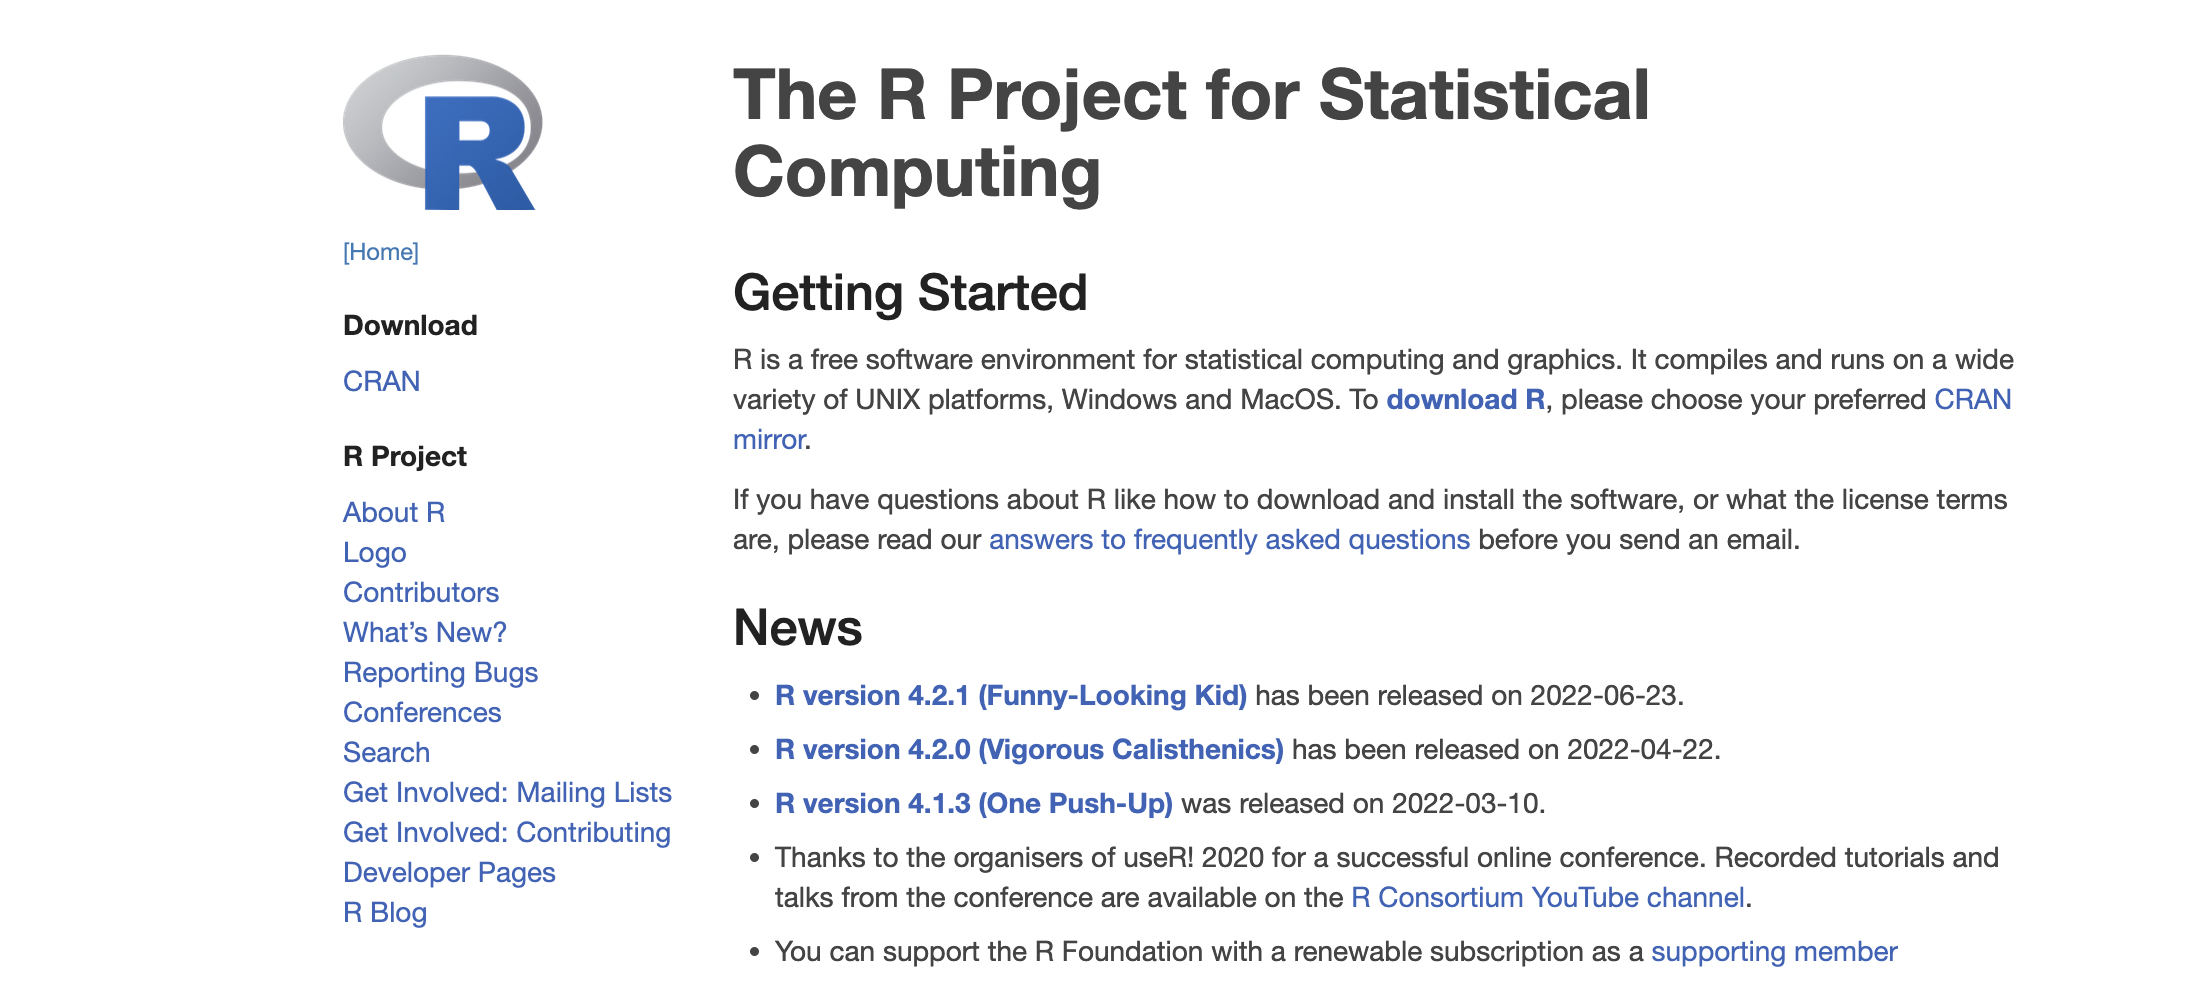 R
[Home]
Download
CRAN
R Project
About R
Logo
Contributors
What’s New?
Reporting Bugs
Conferences
Search
Get Involved: Mailing Lists
Get Involved: Contributing
Developer Pages
R Blog
The R Project for Statistical
Computing
Getting Started
R is a free software environment for statistical computing and graphics. It compiles and runs on a wide
variety of UNIX platforms, Windows and MacOS. To download R, please choose your preferred CRAN
mirror.
If you have questions about R like how to download and install the software, or what the license terms
are, please read our answers to frequently asked questions before you send an email.
News
• R version 4.2.1 (Funny-Looking Kid) has been released on 2022-06-23.
• R version 4.2.0 (Vigorous Calisthenics) has been released on 2022-04-22.
• R version 4.1.3 (One Push-Up) was released on 2022-03-10.
• Thanks to the organisers of useR! 2020 for a successful online conference. Recorded tutorials and
talks from the conference are available on the R Consortium YouTube channel.
• You can support the R Foundation with a renewable subscription as a supporting member